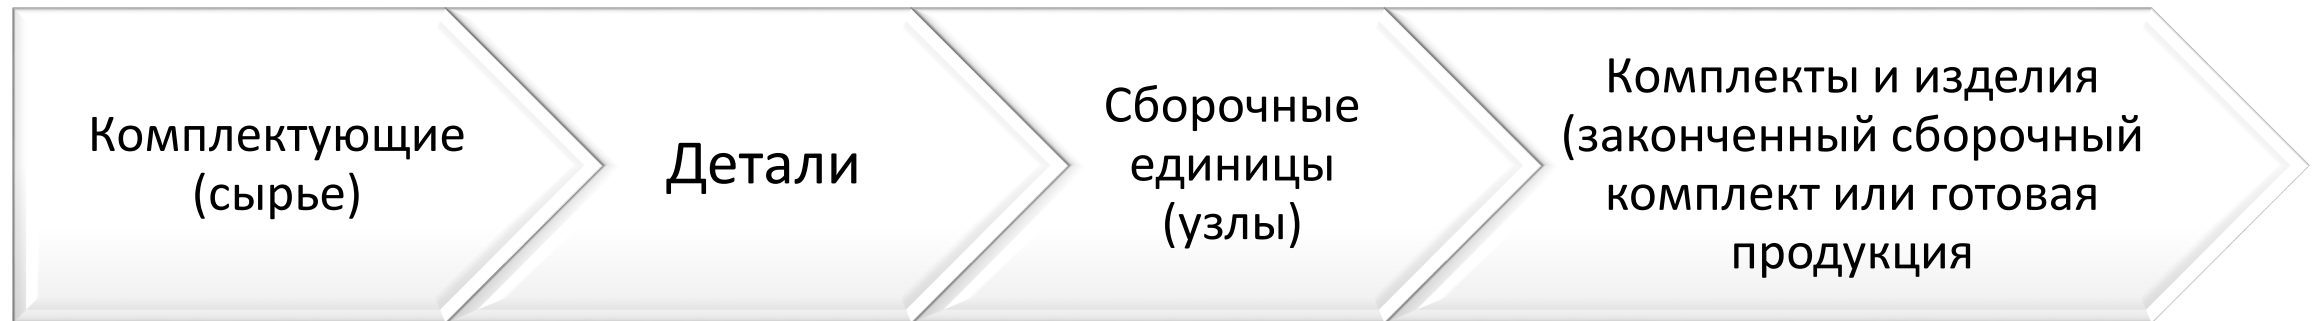 Комплектующие
(сырье)
Детали
Сборочные
единицы
(узлы)
Комплекты и изделия
(законченный сборочный
комплект или готовая
продукция